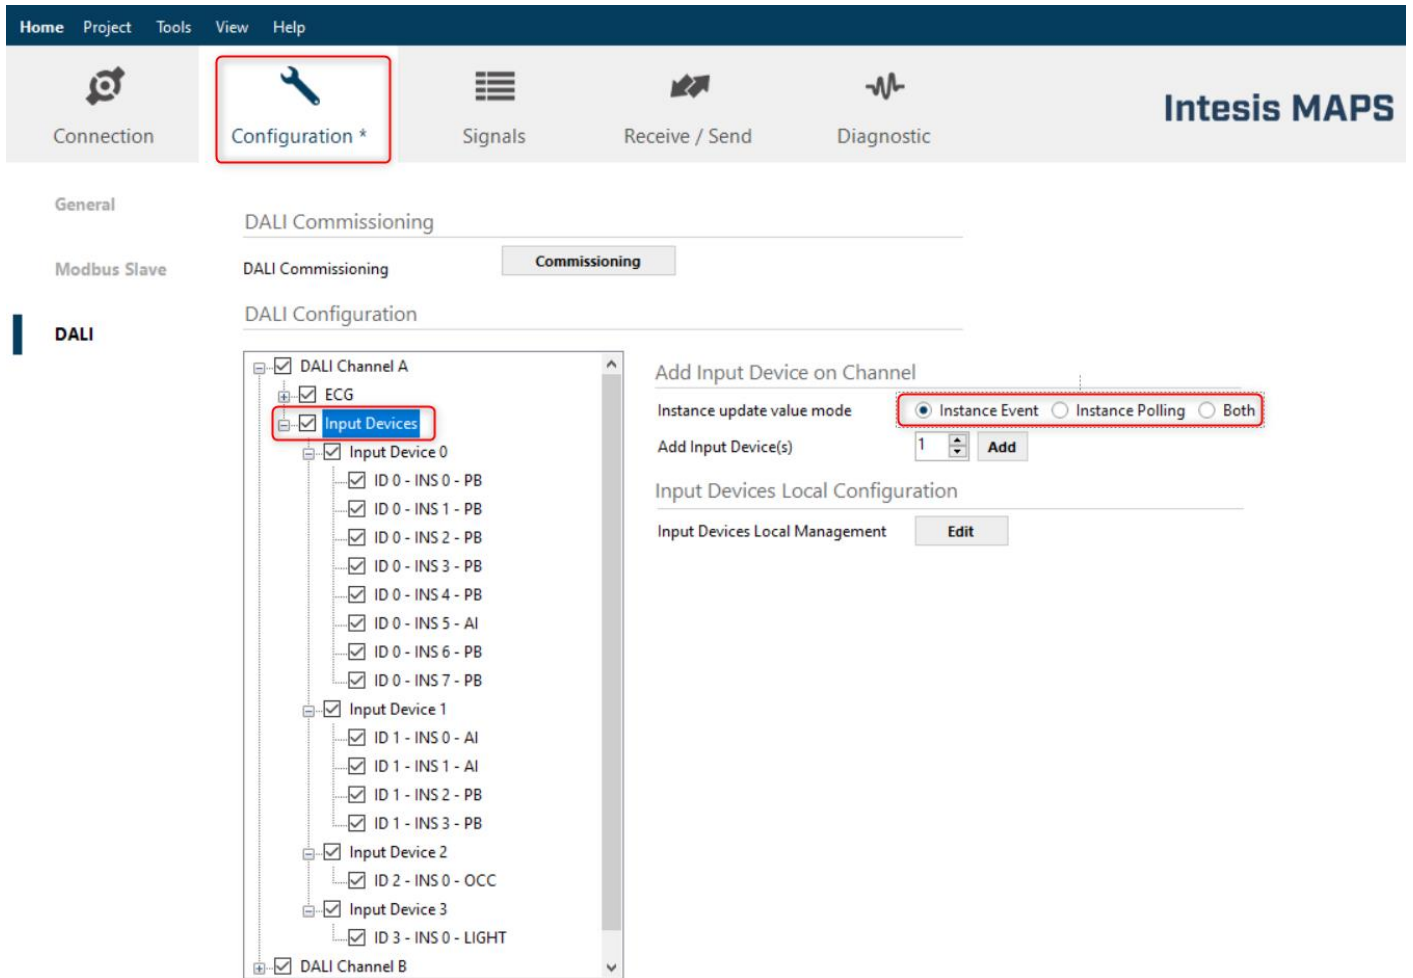 Home Project Tools View Help
Connection Configuration * Signals Receive / Send Diagnostic Intesis MAPS
General
Modbus Slave
DALI
DALI Commissioning
DALI Commissioning Commissioning
DALI Configuration
DALI Channel A
ECG
Input Devices
Input Device 0
ID 0 - INS 0 - PB
ID 0 - INS 1 - PB
ID 0 - INS 2 - PB
ID 0 - INS 3 - PB
ID 0 - INS 4 - PB
ID 0 - INS 5 - AI
ID 0 - INS 6 - PB
ID 0 - INS 7 - PB
Input Device 1
ID 1 - INS 0 - AI
ID 1 - INS 1 - AI
ID 1 - INS 2 - PB
ID 1 - INS 3 - PB
Input Device 2
ID 2 - INS 0 - OCC
Input Device 3
ID 3 - INS 0 - LIGHT
DALI Channel B
Add Input Device on Channel
Instance update value mode Instance Event Instance Polling Both
Add Input Device(s) 1 Add
Input Devices Local Configuration
Input Devices Local Management Edit